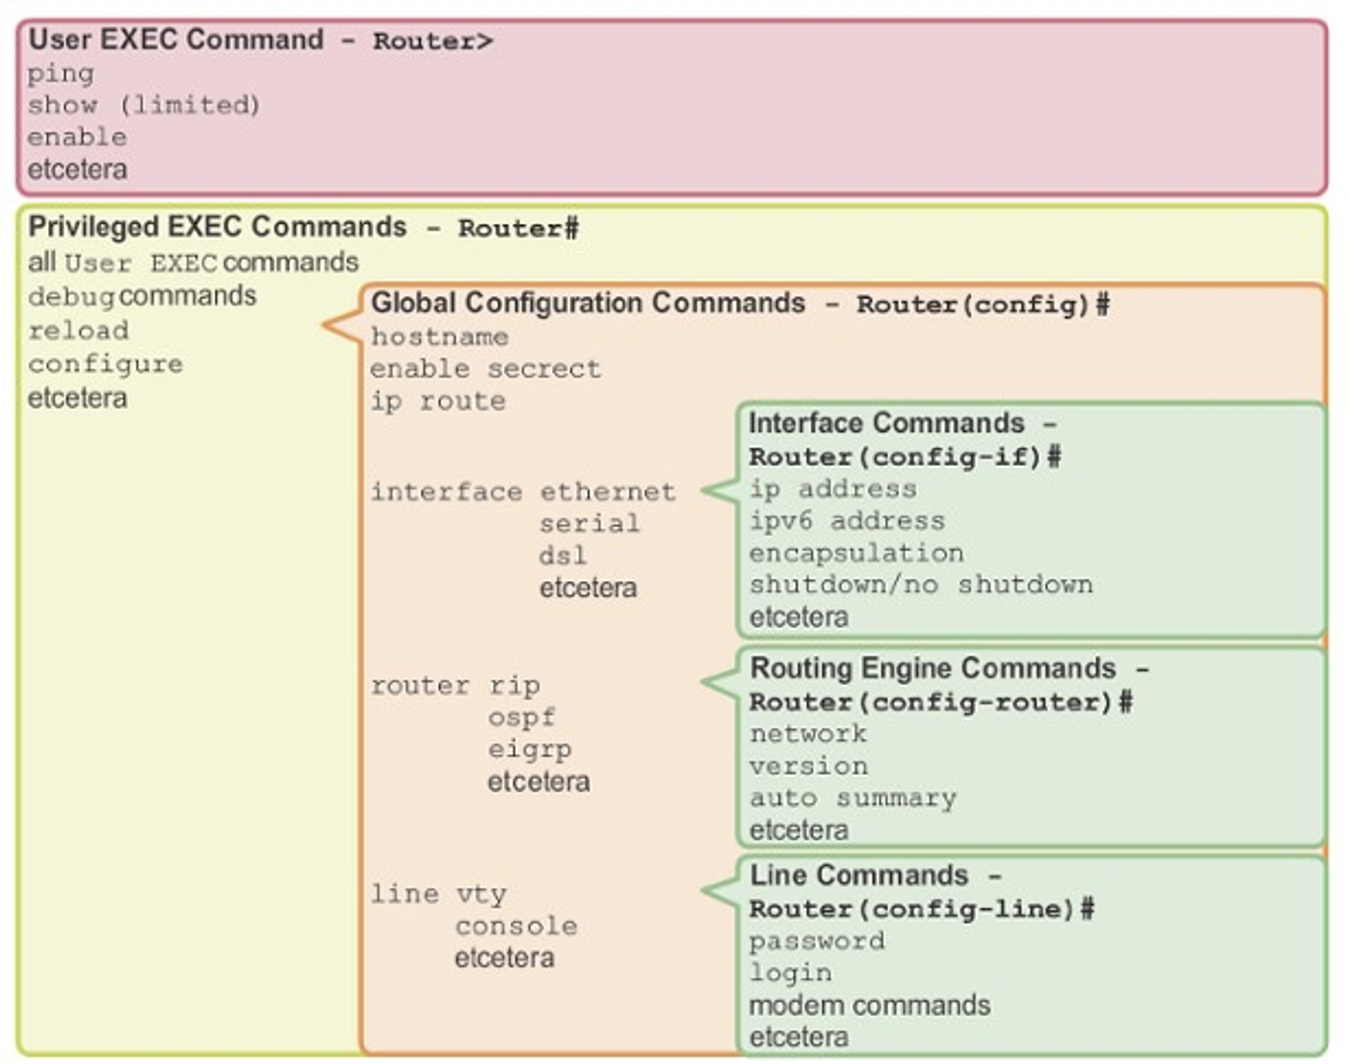 User EXEC Command - Router>
ping
show (limited)
enable
etcetera
Privileged EXEC Commands - Router#
all User EXEC commands
debug commands
reload
configure
etcetera
Global Configuration Commands - Router(config)#
hostname
enable secrect
ip route
interface ethernet
serial
dsl
etcetera
Interface Commands -
Router(config-if)#
ip address
ipv6 address
encapsulation
shutdown/no shutdown
etcetera
router rip
ospf
eigrp
etcetera
Routing Engine Commands -
Router(config-router)#
network
version
auto summary
etcetera
line vty
console
etcetera
Line Commands -
Router(config-line)#
password
login
modem commands
etcetera